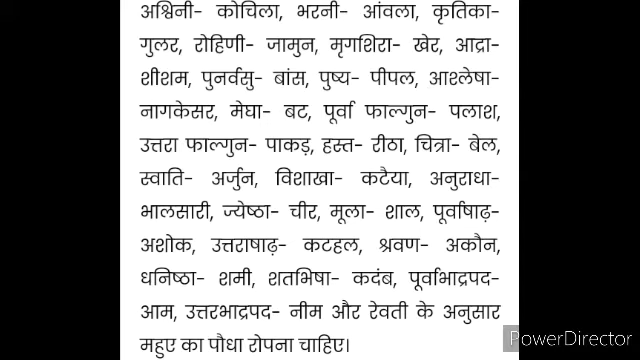 अश्विनी- कोचिला, भरनी- आंवला, कृतिका-
गुलर, रोहिणी- जामुन, मृगशिरा- खेर, आद्रा-
शीशम, पुनर्वसु- बांस, पुष्य- पीपल, आश्लेषा-
नागकेसर, मेघा- बट, पूर्वा फाल्गुन- पलाश,
उत्तरा फाल्गुन- पाकड़, हस्त- रीठा, चित्रा- बेल,
स्वाति- अर्जुन, विशाखा- कटैया, अनुराधा-
भालसारी, ज्येष्ठा- चीर, मूला- शाल, पूर्वाषाढ़-
अशोक, उत्तराषाढ़- कटहल, श्रवण- अकौन,
धनिष्ठा- शमी, शतभिषा- कदंब, पूर्वाभाद्रपद-
आम, उत्तरभाद्रपद- नीम और रेवती के अनुसार
महुए का पौधा रोपना चाहिए।
PowerDirector